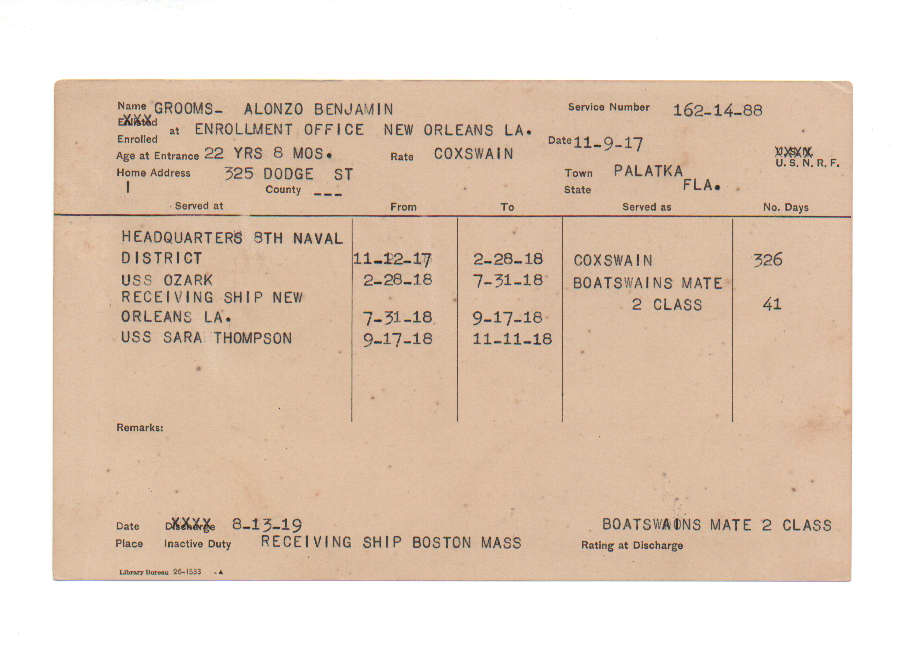 Name GROOMS- ALONZO BENJAMIN Service Number 162-14-88
Enlisted
Enrolled at ENROLLMENT OFFICE NEW ORLEANS LA. Date 11-9-17
Age at Entrance 22 YRS 8 MOS. Rate COXSWAIN U. S. N. R. F.
Home Address 325 DODGE ST Town PALATKA
County --- State FLA.
Served at From To Served as No. Days
HEADQUARTERS 8TH NAVAL
DISTRICT 11-12-17 2-28-18 COXSWAIN 326
USS OZARK 2-28-18 7-31-18 BOATSWAINS MATE
RECEIVING SHIP NEW 2 CLASS 41
ORLEANS LA. 7-31-18 9-17-18
USS SARA THOMPSON 9-17-18 11-11-18
Remarks:
Date Discharge 8-13-19 BOATSWAINS MATE 2 CLASS
Place Inactive Duty RECEIVING SHIP BOSTON MASS Rating at Discharge
Library Bureau 26-1533